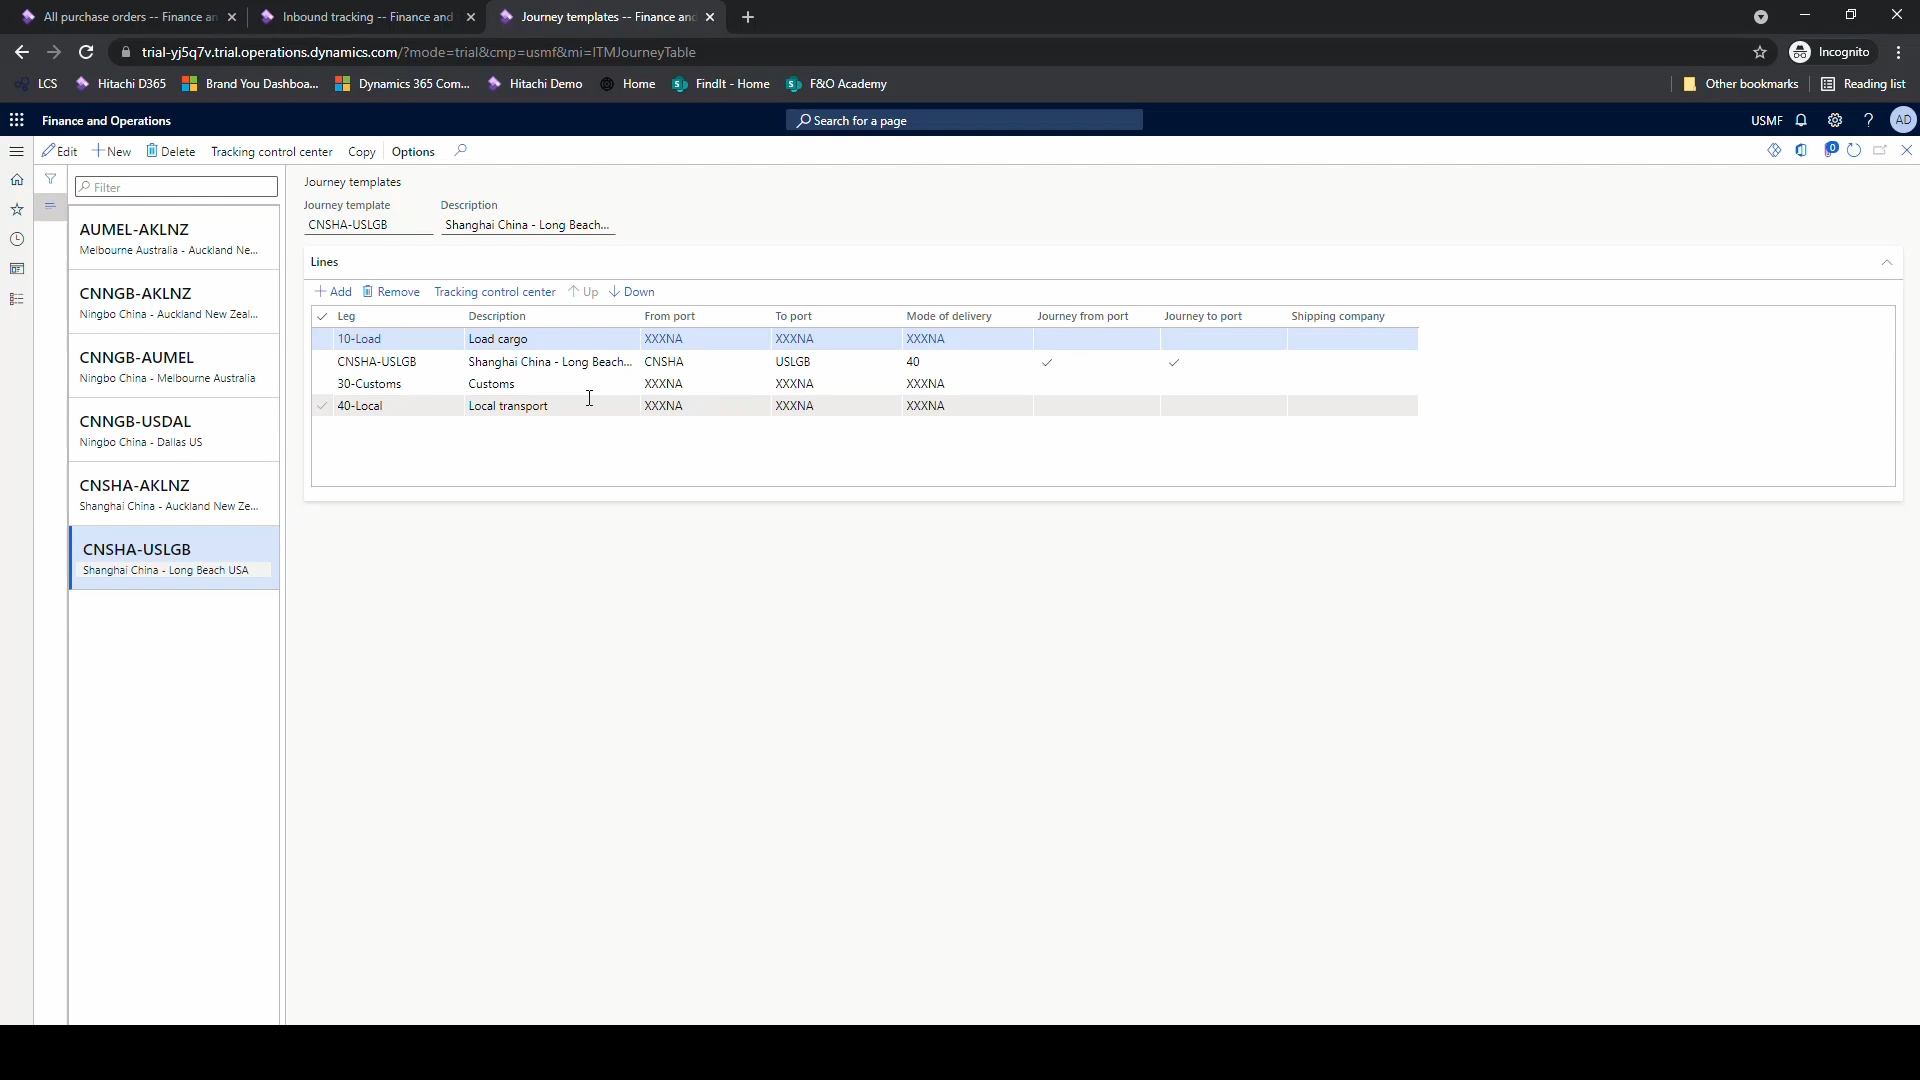 All purchase orders -- Finance an
Inbound tracking -- Finance and
Journey templates -- Finance and
trial-yj5q7v.trial.operations.dynamics.com/?mode=trial&cmp=usmf&mi=ITMJourneyTable
Incognito
LCS
Hitachi D365
Brand You Dashboa...
Dynamics 365 Com...
Hitachi Demo
Home
FindIt - Home
F&O Academy
Other bookmarks
Reading list
Finance and Operations
Search for a page
USMF
AD
Edit
New
Delete
Tracking control center
Copy
Options
0
Filter
AUMEL-AKLNZ
Melbourne Australia - Auckland Ne...
CNNGB-AKLNZ
Ningbo China - Auckland New Zeal...
CNNGB-AUMEL
Ningbo China - Melbourne Australia
CNNGB-USDAL
Ningbo China - Dallas US
CNSHA-AKLNZ
Shanghai China - Auckland New Ze...
CNSHA-USLGB
Shanghai China - Long Beach USA
Journey templates
Journey template Description
CNSHA-USLGB Shanghai China - Long Beach...
Lines
Add Remove Tracking control center Up Down
Leg Description From port To port Mode of delivery Journey from port Journey to port Shipping company
10-Load Load cargo XXXNA XXXNA XXXNA
CNSHA-USLGB Shanghai China - Long Beach... CNSHA USLGB 40
30-Customs Customs XXXNA XXXNA XXXNA
40-Local Local transport XXXNA XXXNA XXXNA